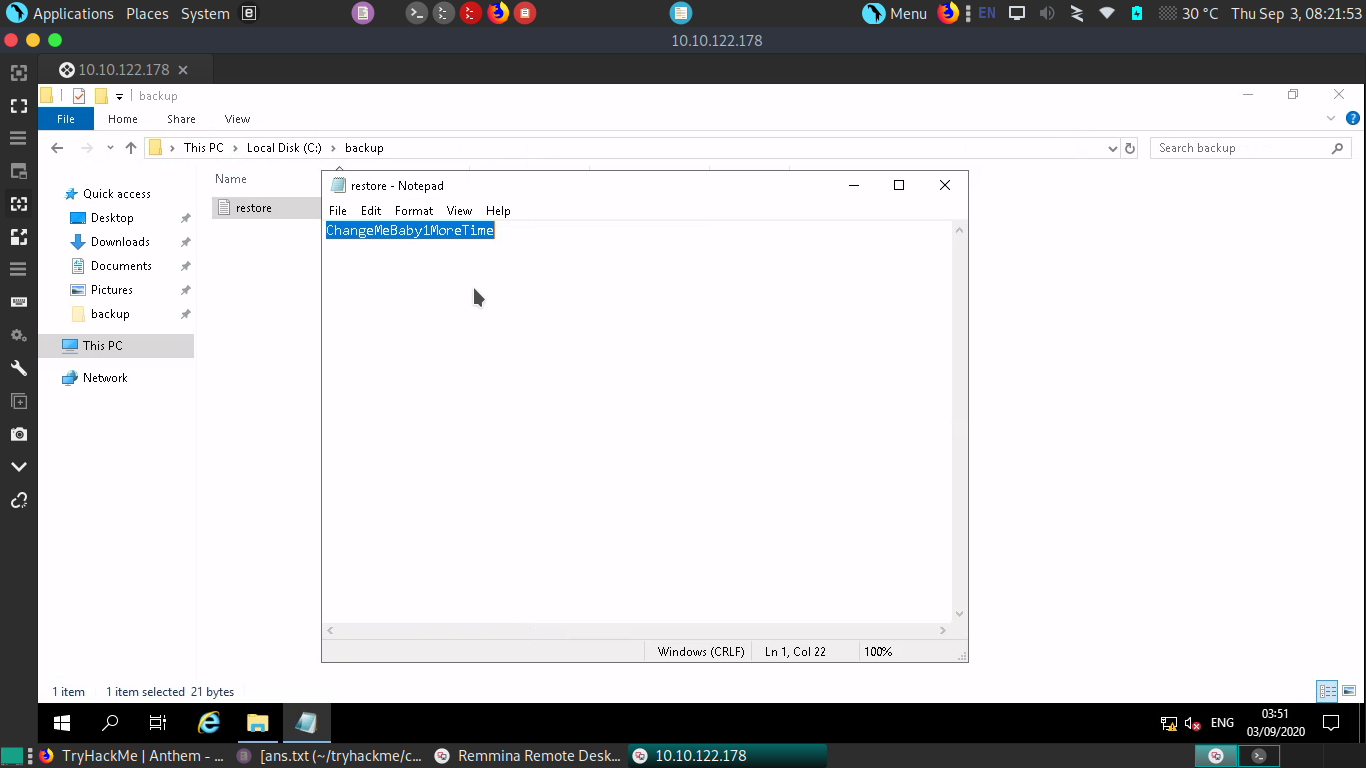 Applications Places System
Menu EN 30 °C Thu Sep 3, 08:21:53
10.10.122.178
10.10.122.178
backup
File Home Share View
This PC Local Disk (C:) backup Search backup
Name
Quick access
Desktop
Downloads
Documents
Pictures
backup
This PC
Network
restore
restore - Notepad
File Edit Format View Help
ChangeMeBaby1MoreTime
Windows (CRLF) Ln 1, Col 22 100%
1 item 1 item selected 21 bytes
ENG 03:51
03/09/2020
TryHackMe | Anthem - ... [ans.txt (~/tryhackme/c... Remmina Remote Desk... 10.10.122.178